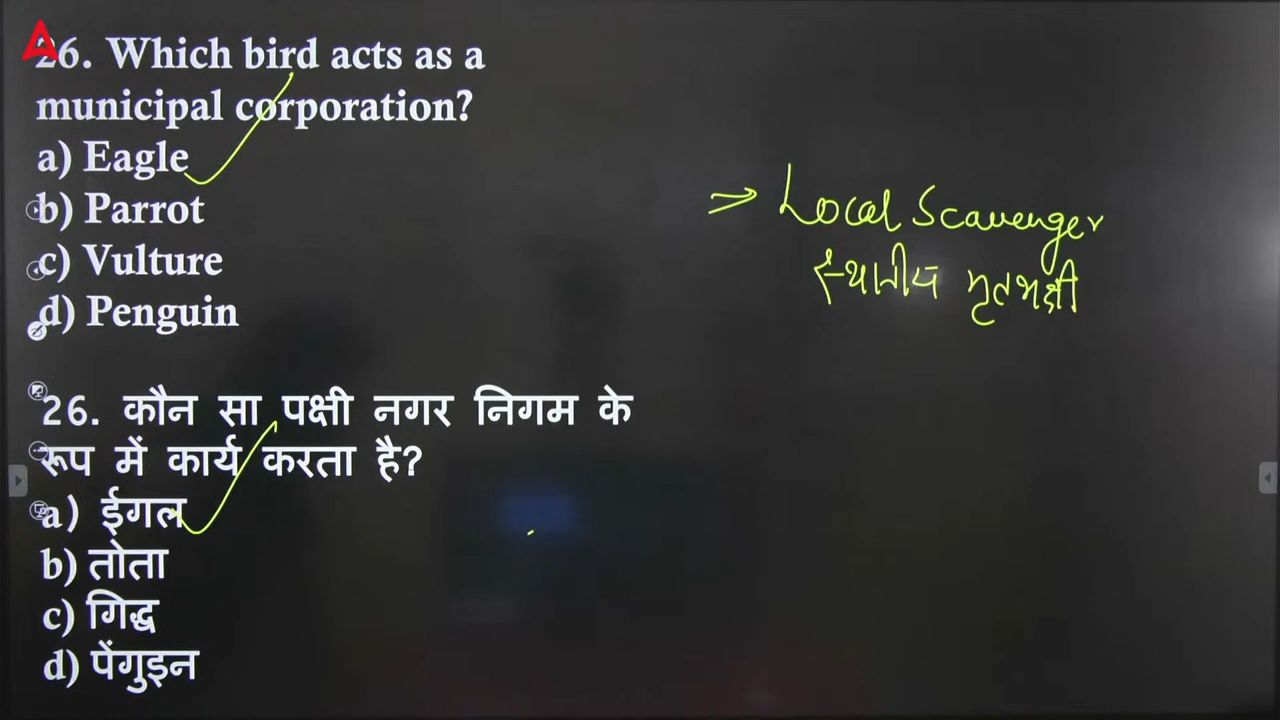 26. Which bird acts as a
municipal corporation?
a) Eagle
b) Parrot
c) Vulture
d) Penguin
⇒ Local Scavenger
स्थानीय मृतभक्षी
26. कौन सा पक्षी नगर निगम के
रूप में कार्य करता है?
a) ईगल
b) तोता
c) गिद्ध
d) पेंगुइन